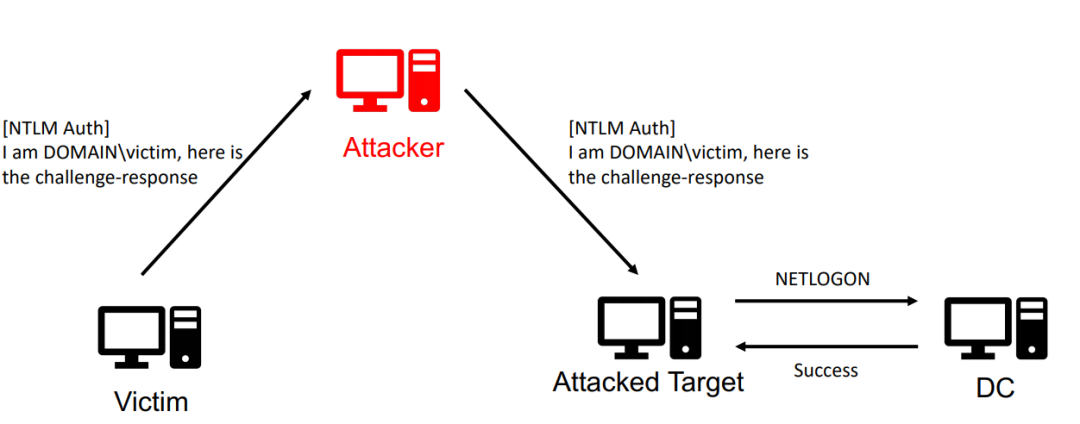 [NTLM Auth]
I am DOMAIN\victim, here is
the challenge-response
Attacker
[NTLM Auth]
I am DOMAIN\victim, here is
the challenge-response
Victim
Attacked Target
NETLOGON
Success
DC